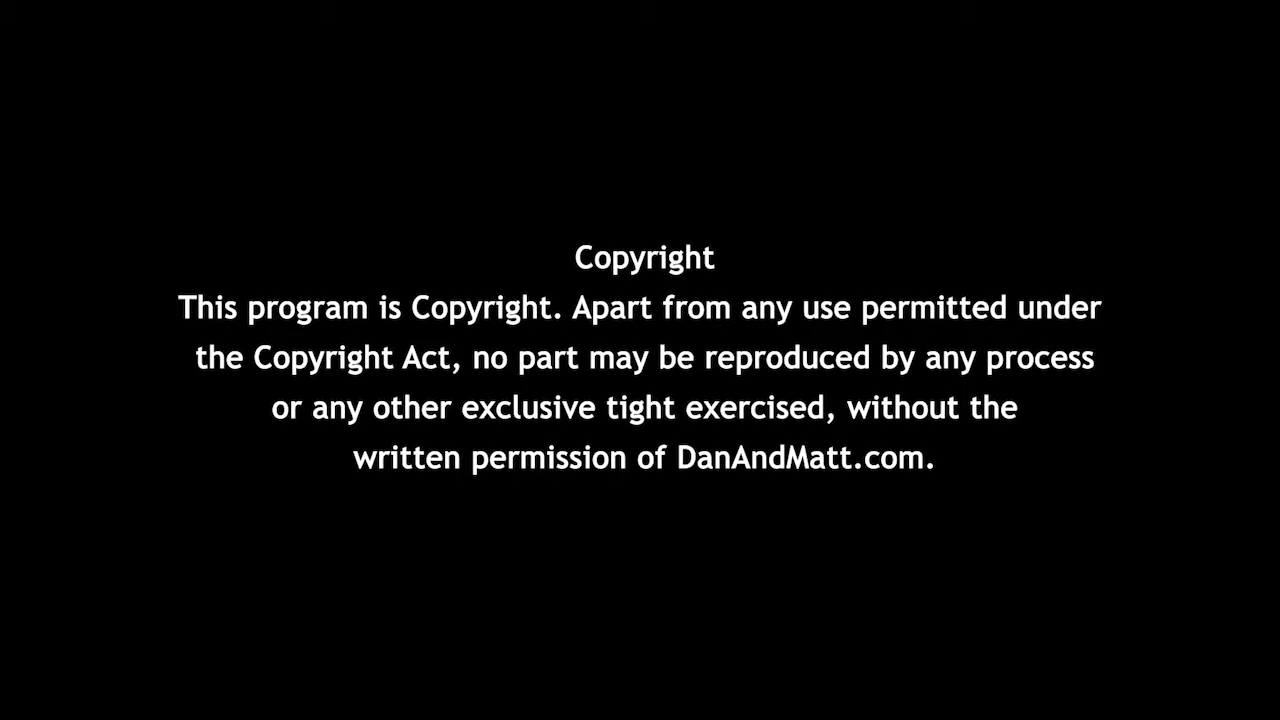 Copyright
This program is Copyright. Apart from any use permitted under
the Copyright Act, no part may be reproduced by any process
or any other exclusive tight exercised, without the
written permission of DanAndMatt.com.